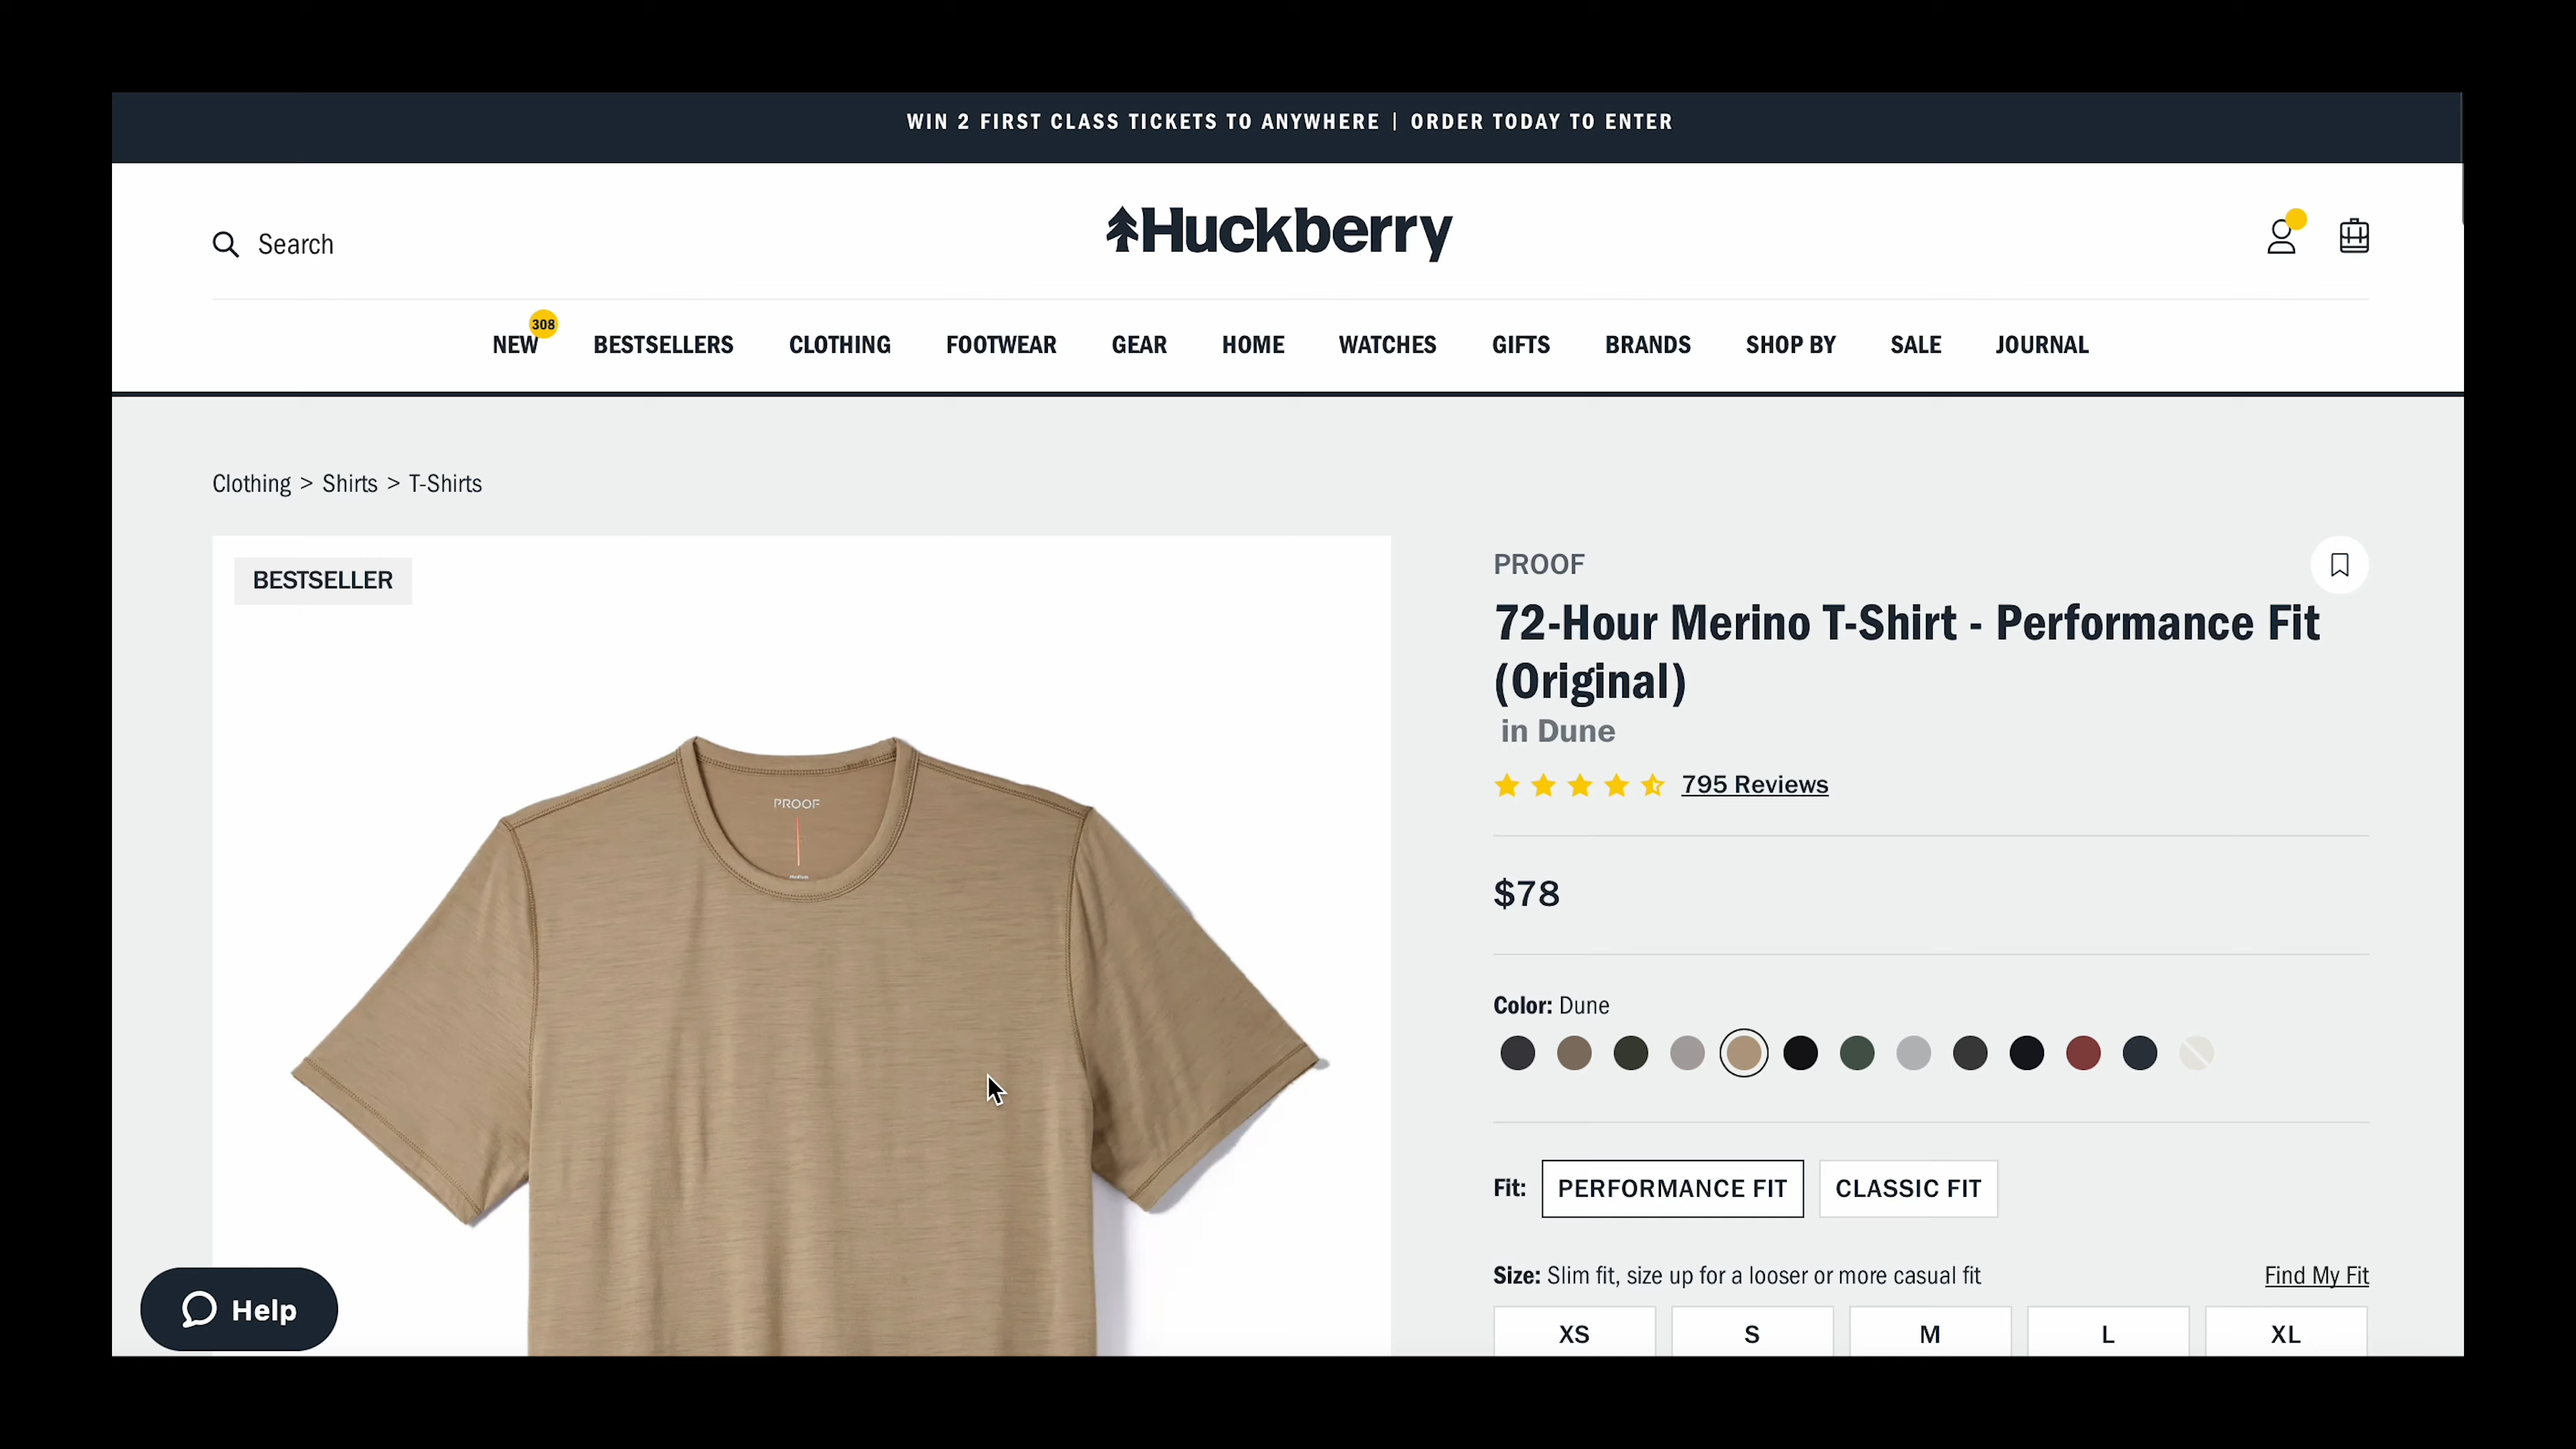 WIN 2 FIRST CLASS TICKETS TO ANYWHERE | ORDER TODAY TO ENTER
Search
Huckberry
308
NEW BESTSELLERS CLOTHING FOOTWEAR GEAR HOME WATCHES GIFTS BRANDS SHOP BY SALE JOURNAL
Clothing > Shirts > T-Shirts
BESTSELLER
PROOF
PROOF
72-Hour Merino T-Shirt - Performance Fit
(Original)
in Dune
795 Reviews
$78
Color: Dune
Fit: PERFORMANCE FIT CLASSIC FIT
Size: Slim fit, size up for a looser or more casual fit Find My Fit
XS S M L XL
Help